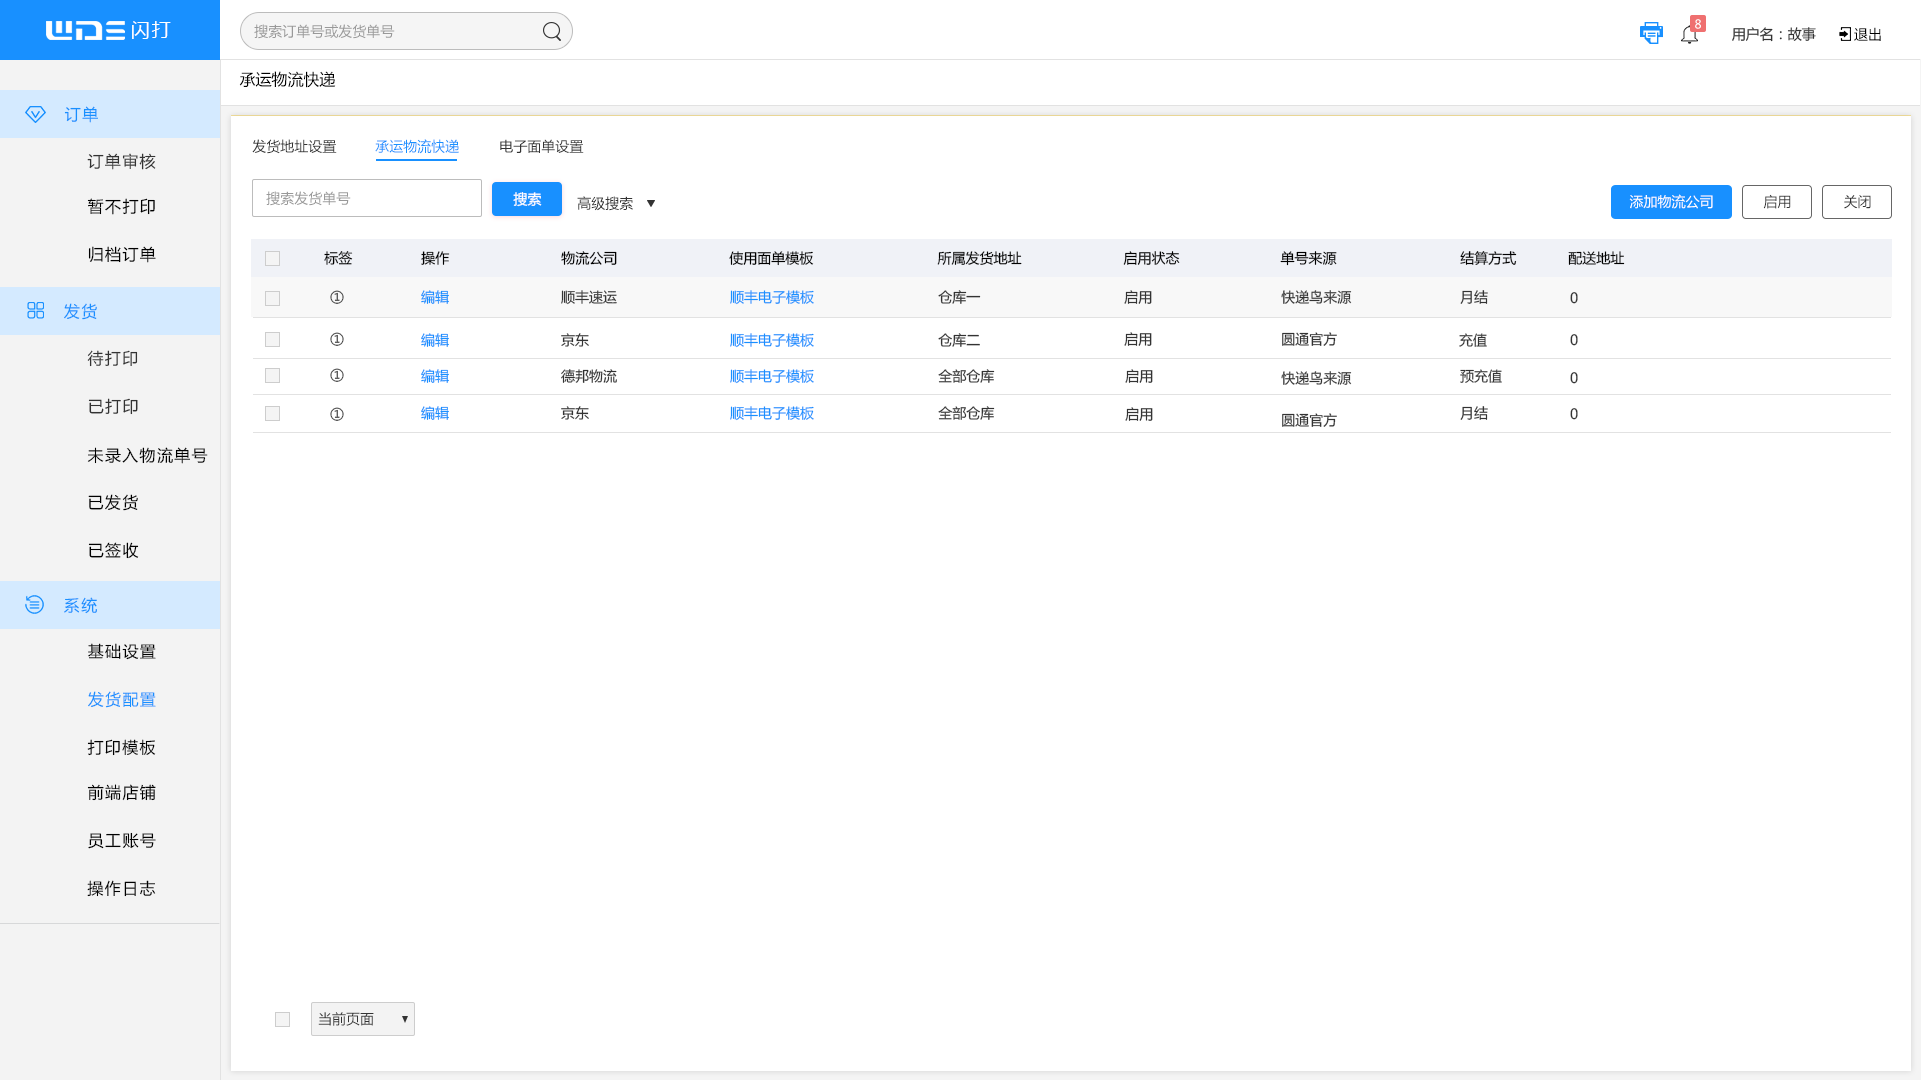 WDS闪打
搜索订单号或发货单号
8
用户名：故事
退出
承运物流快递
订单
订单审核
暂不打印
归档订单
发货
待打印
已打印
未录入物流单号
已发货
已签收
系统
基础设置
发货配置
打印模板
前端店铺
员工账号
操作日志
发货地址设置 承运物流快递 电子面单设置
搜索发货单号 搜索 高级搜索 ▼ 添加物流公司 启用 关闭
标签 操作 物流公司 使用面单模板 所属发货地址 启用状态 单号来源 结算方式 配送地址
① 编辑 顺丰速运 顺丰电子模板 仓库一 启用 快递鸟来源 月结 0
① 编辑 京东 顺丰电子模板 仓库二 启用 圆通官方 充值 0
① 编辑 德邦物流 顺丰电子模板 全部仓库 启用 快递鸟来源 预充值 0
① 编辑 京东 顺丰电子模板 全部仓库 启用 圆通官方 月结 0
当前页面 ▼